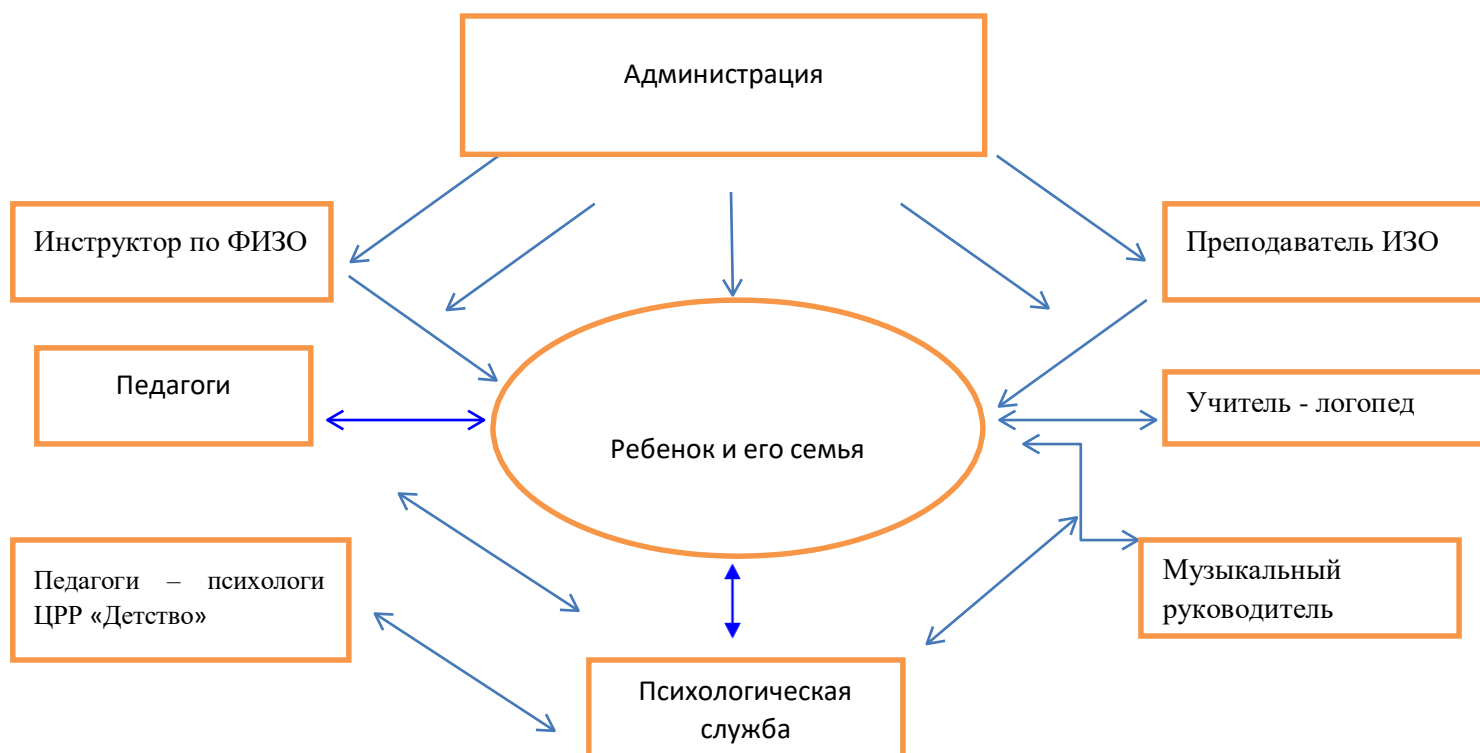 Администрация
Инструктор по ФИЗО
Преподаватель ИЗО
Педагоги
Ребенок и его семья
Учитель - логопед
Педагоги – психологи
ЦРР «Детство»
Музыкальный
руководитель
Психологическая
служба